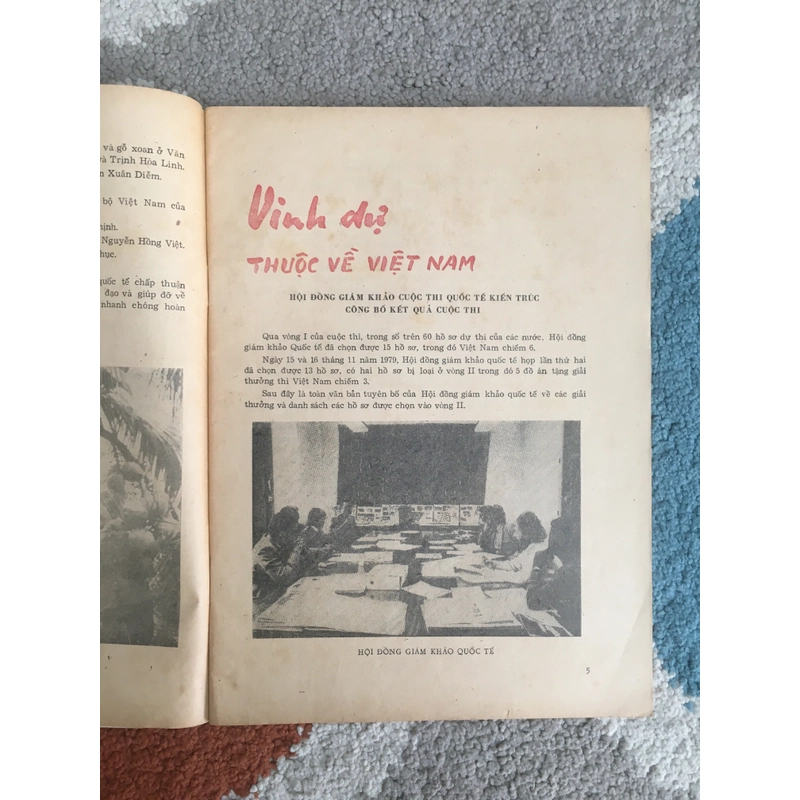 và gỗ xoan ở Vân
và Trịnh Hòa Linh.
n Xuân Diễm.
bộ Việt Nam của
hịnh.
Nguyễn Hồng Việt.
hục.
quốc tế chấp thuận
đạo và giúp đỡ về
nhanh chóng hoàn
Vinh dự
THUỘC VỀ VIỆT NAM
HỘI ĐỒNG GIÁM KHẢO CUỘC THI QUỐC TẾ KIẾN TRÚC
CÔNG BỐ KẾT QUẢ CUỘC THI
Qua vòng I của cuộc thi, trong số trên 60 hồ sơ dự thi của các nước. Hội đồng
giám khảo Quốc tế đã chọn được 15 hồ sơ, trong đó Việt Nam chiếm 6.
Ngày 15 và 16 tháng 11 năm 1979, Hội đồng giám khảo quốc tế họp lần thứ hai
đã chọn được 13 hồ sơ, có hai hồ sơ bị loại ở vòng II trong đó 5 đồ án tặng giải
thưởng thì Việt Nam chiếm 3.
Sau đây là toàn văn bản tuyên bố của Hội đồng giám khảo quốc tế về các giải
thưởng và danh sách các hồ sơ được chọn vào vòng II.
HỘI ĐỒNG GIÁM KHẢO QUỐC TẾ
5